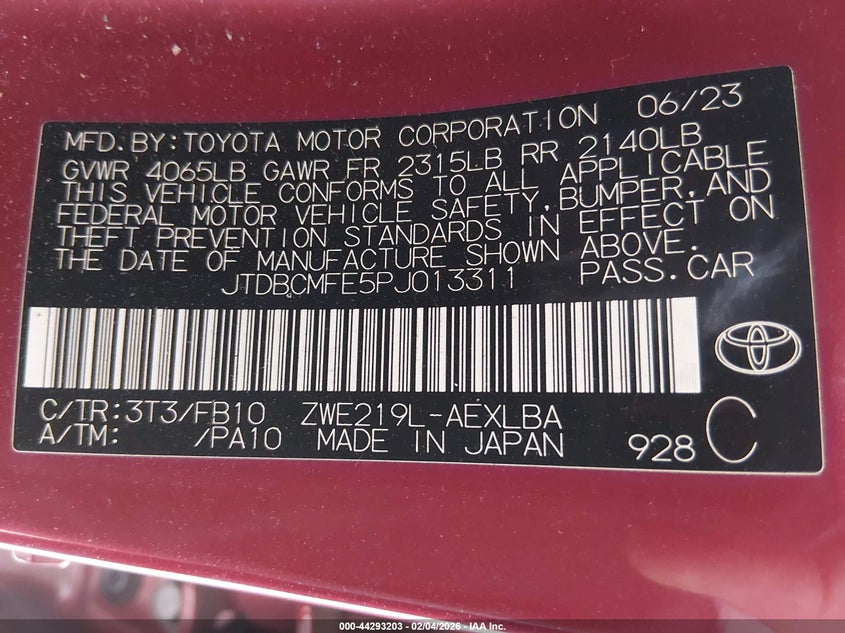 06/23
MFD.BY:TOYOTA MOTOR CORPORATION
GVWR 4065LB GAWR FR 2315LB RR 2140LB
THIS VEHICLE CONFORMS TO ALL APPLICABLE
FEDERAL MOTOR VEHICLE SAFETY,BUMPER,AND
THEFT PREVENTION STANDARDS IN EFFECT ON
THE DATE OF MANUFACTURE SHOWN ABOVE.
JTDBCMFE5PJ013311 PASS.CAR
C/TR:3T3/FB10 ZWE219L-AEXLBA
A/TM: /PA10 MADE IN JAPAN 928 C
000-44293203 - 02/04/2026 - IAA Inc.